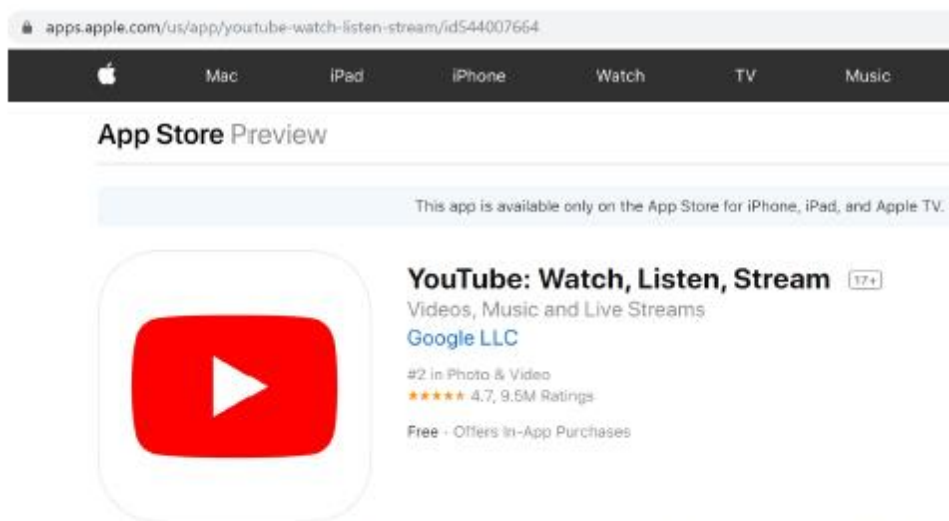 apps.apple.com/us/app/youtube-watch-listen-stream/id544007664
Mac iPad iPhone Watch TV Music
App Store Preview
This app is available only on the App Store for iPhone, iPad, and Apple TV.
YouTube: Watch, Listen, Stream 17+
Videos, Music and Live Streams
Google LLC
#2 in Photo & Video
★★★★★ 4.7, 9.5M Ratings
Free · Offers In-App Purchases